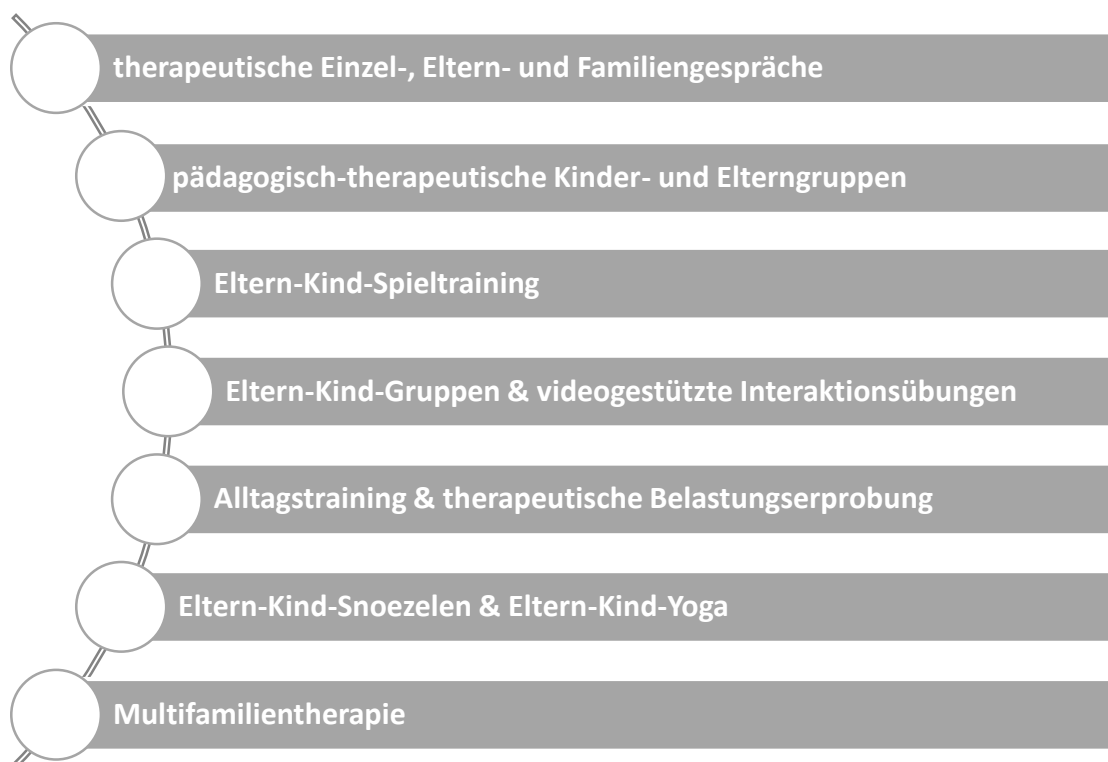 therapeutische Einzel-, Eltern- und Familiengespräche
pädagogisch-therapeutische Kinder- und Elterngruppen
Eltern-Kind-Spieltraining
Eltern-Kind-Gruppen & videogestützte Interaktionsübungen
Alltagstraining & therapeutische Belastungserprobung
Eltern-Kind-Snoezelen & Eltern-Kind-Yoga
Multifamilientherapie